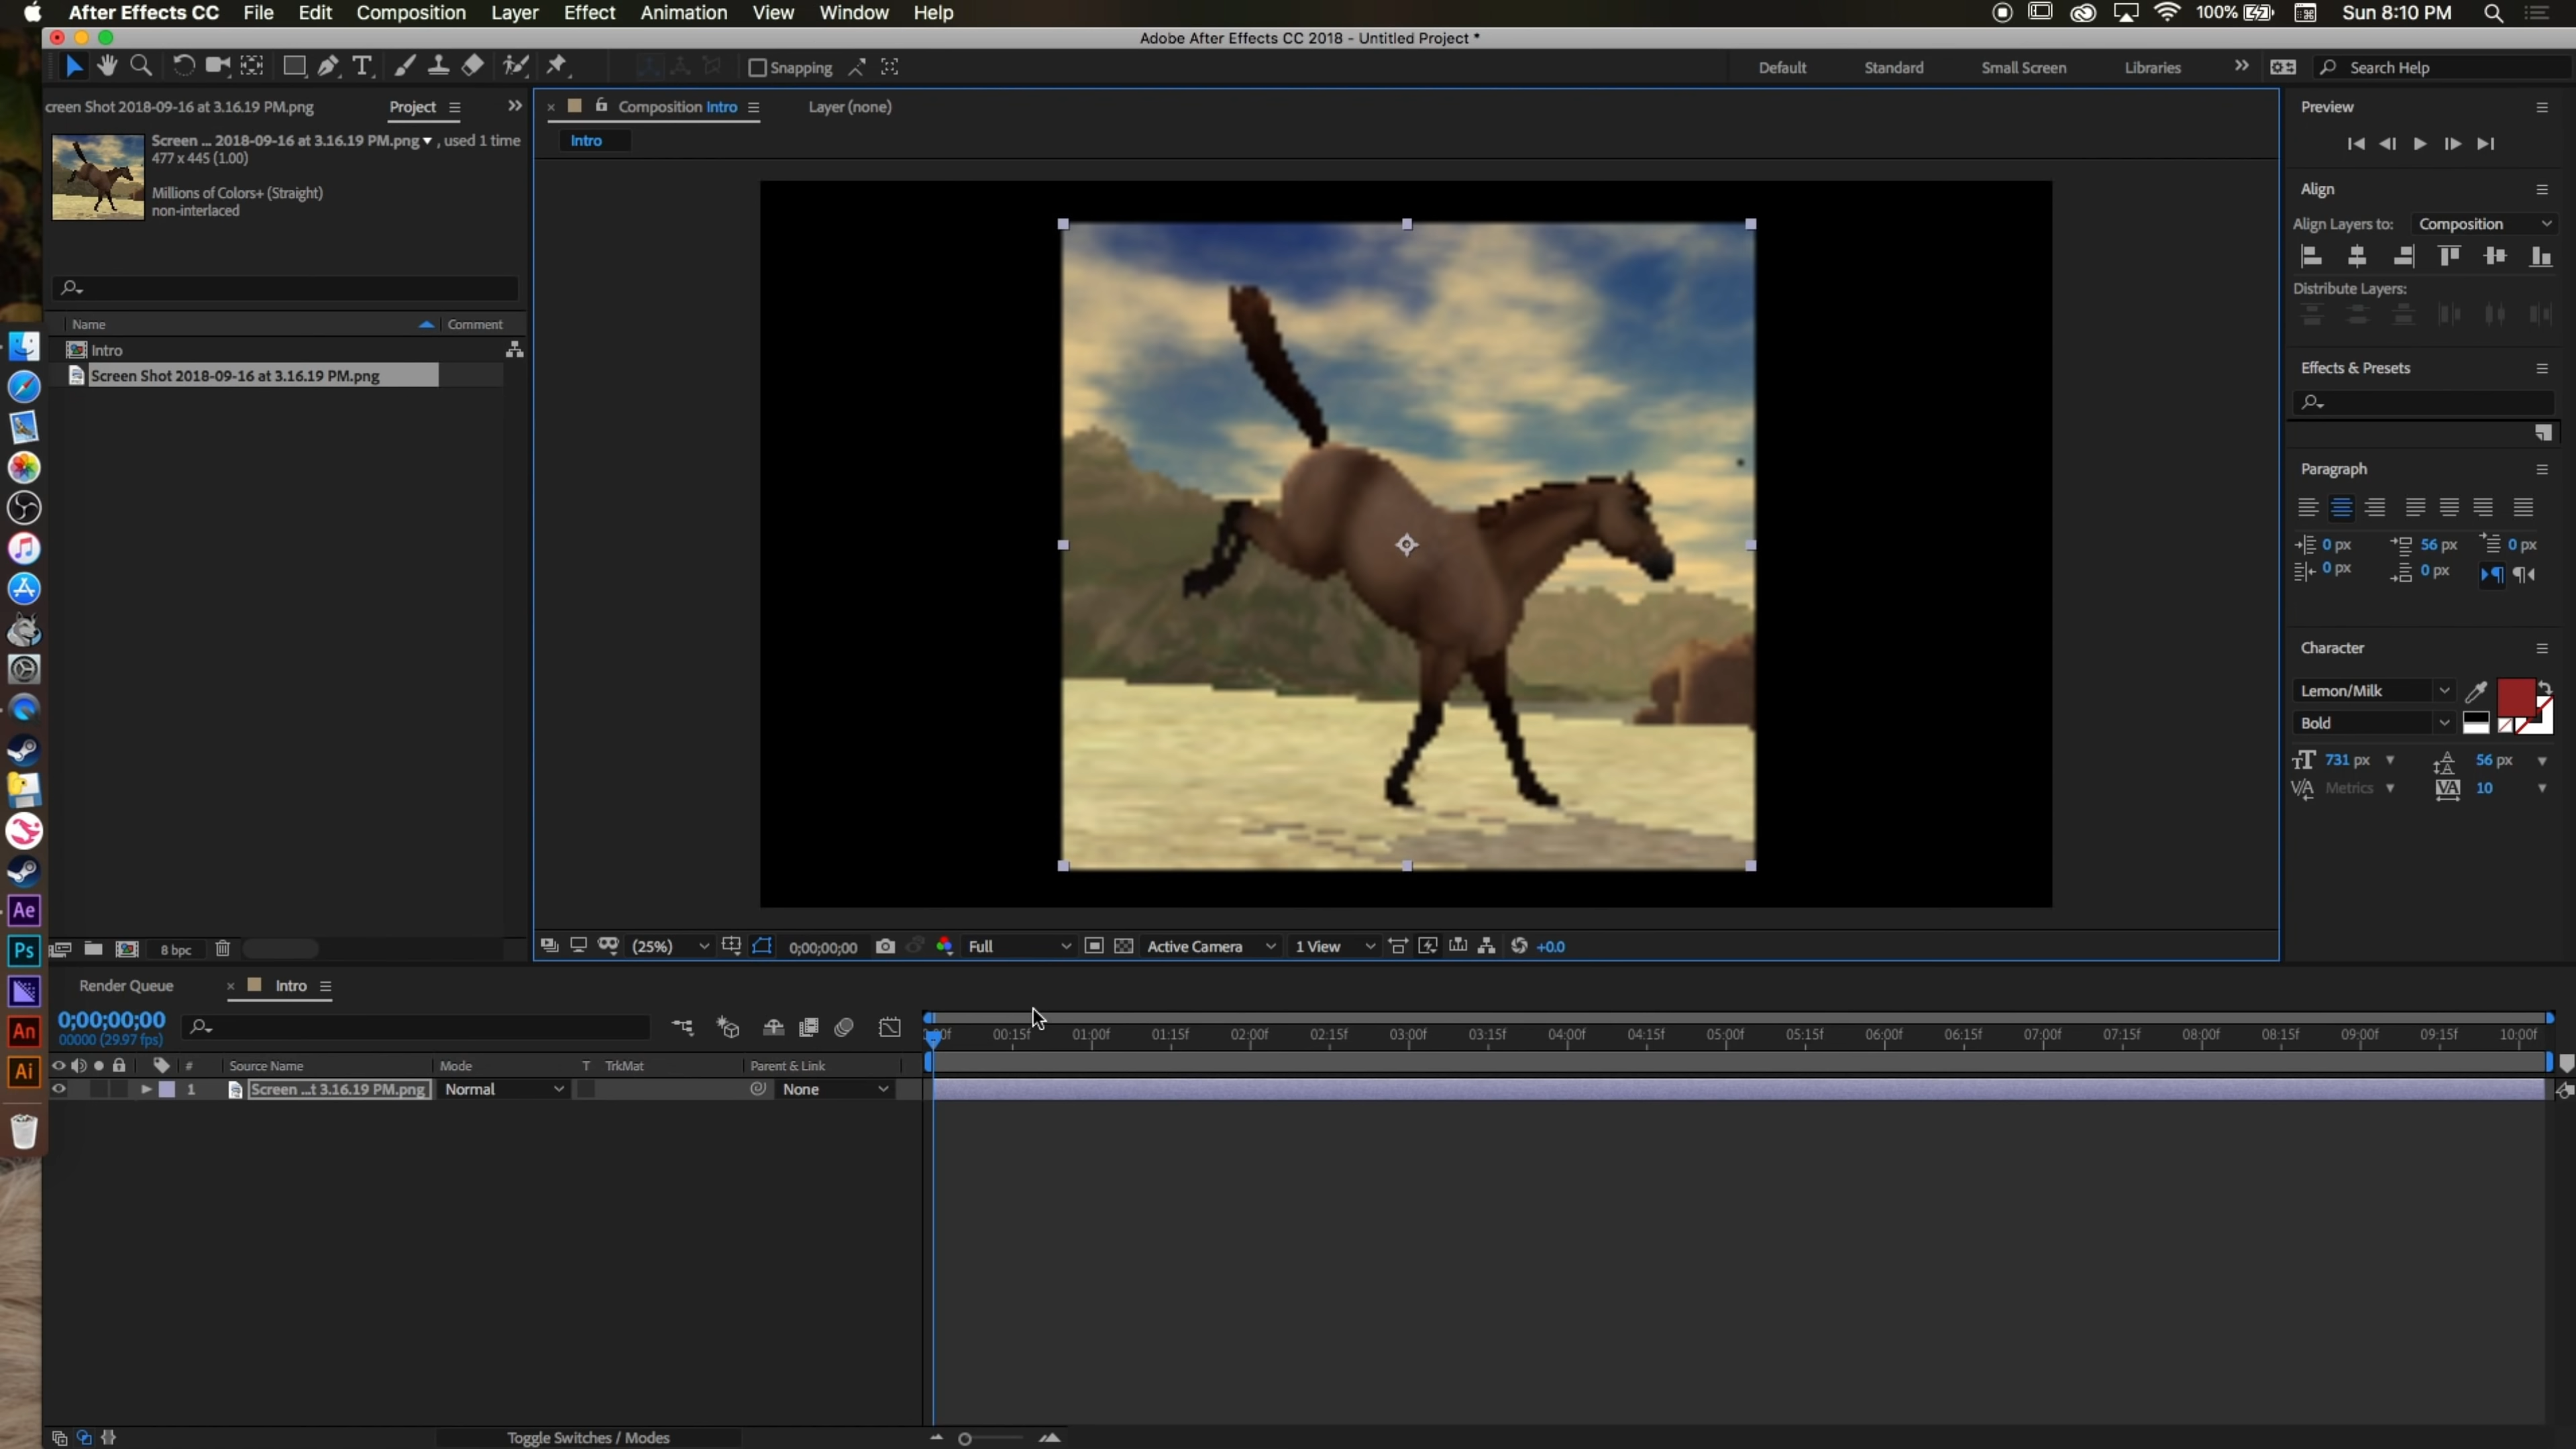 After Effects CC File Edit Composition Layer Effect Animation View Window Help 100% Sun 8:10 PM
Adobe After Effects CC 2018 - Untitled Project *
Snapping Default Standard Small Screen Libraries Search Help
creen Shot 2018-09-16 at 3.16.19 PM.png Project
Screen ... 2018-09-16 at 3.16.19 PM.png , used 1 time
477 x 445 (1.00)
Millions of Colors+ (Straight)
non-interlaced
Name Comment
Intro
Screen Shot 2018-09-16 at 3.16.19 PM.png
8 bpc
Composition Intro Layer (none)
Intro
(25%) 0;00;00;00 Full Active Camera 1 View +0.0
Preview
Align
Align Layers to: Composition
Distribute Layers:
Effects & Presets
Paragraph
0 px 56 px 0 px
0 px 0 px
Character
Lemon/Milk
Bold
731 px 56 px
Metrics 10
Ae
Ps
An
Ai
Render Queue Intro
0;00;00;00
00000 (29.97 fps)
:00f 00:15f 01:00f 01:15f 02:00f 02:15f 03:00f 03:15f 04:00f 04:15f 05:00f 05:15f 06:00f 06:15f 07:00f 07:15f 08:00f 08:15f 09:00f 09:15f 10:00f
# Source Name Mode T TrkMat Parent & Link
1 Screen ...t 3.16.19 PM.png Normal None
Toggle Switches / Modes